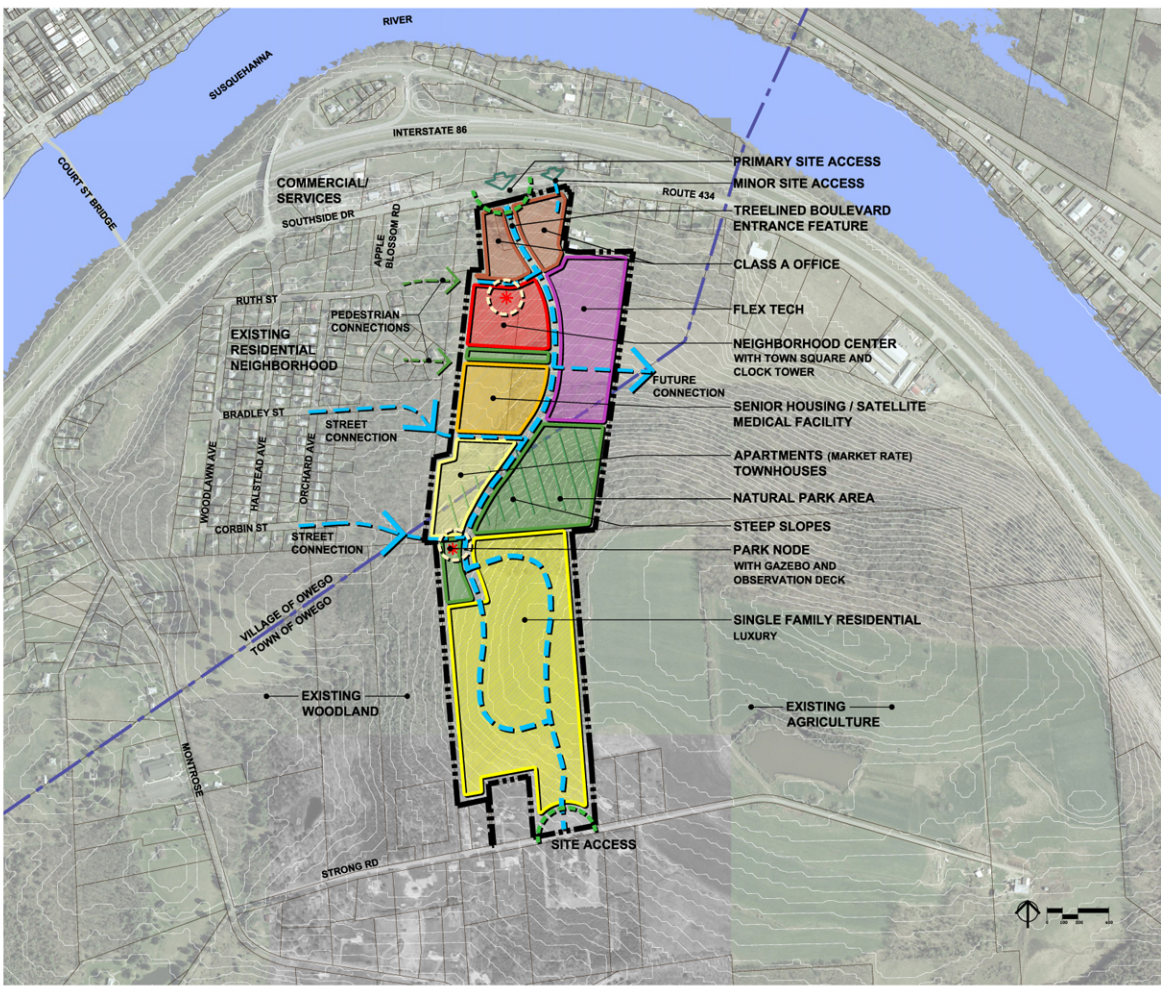 RIVER
SUSQUEHANNA
INTERSTATE 86
COURT ST BRIDGE
COMMERCIAL/
SERVICES
SOUTHSIDE DR
APPLE
BLOSSOM RD
ROUTE 434
PRIMARY SITE ACCESS
MINOR SITE ACCESS
TREELINED BOULEVARD
ENTRANCE FEATURE
CLASS A OFFICE
FLEX TECH
NEIGHBORHOOD CENTER
WITH TOWN SQUARE AND
CLOCK TOWER
SENIOR HOUSING / SATELLITE
MEDICAL FACILITY
APARTMENTS (MARKET RATE)
TOWNHOUSES
NATURAL PARK AREA
STEEP SLOPES
PARK NODE
WITH GAZEBO AND
OBSERVATION DECK
SINGLE FAMILY RESIDENTIAL
LUXURY
RUTH ST
PEDESTRIAN
CONNECTIONS
EXISTING
RESIDENTIAL
NEIGHBORHOOD
FUTURE
CONNECTION
BRADLEY ST
STREET
CONNECTION
WOODLAWN AVE
HALSTEAD AVE
ORCHARD AVE
CORBIN ST
STREET
CONNECTION
VILLAGE OF OWEGO
TOWN OF OWEGO
EXISTING
WOODLAND
EXISTING
AGRICULTURE
MONTROSE
SITE ACCESS
STRONG RD